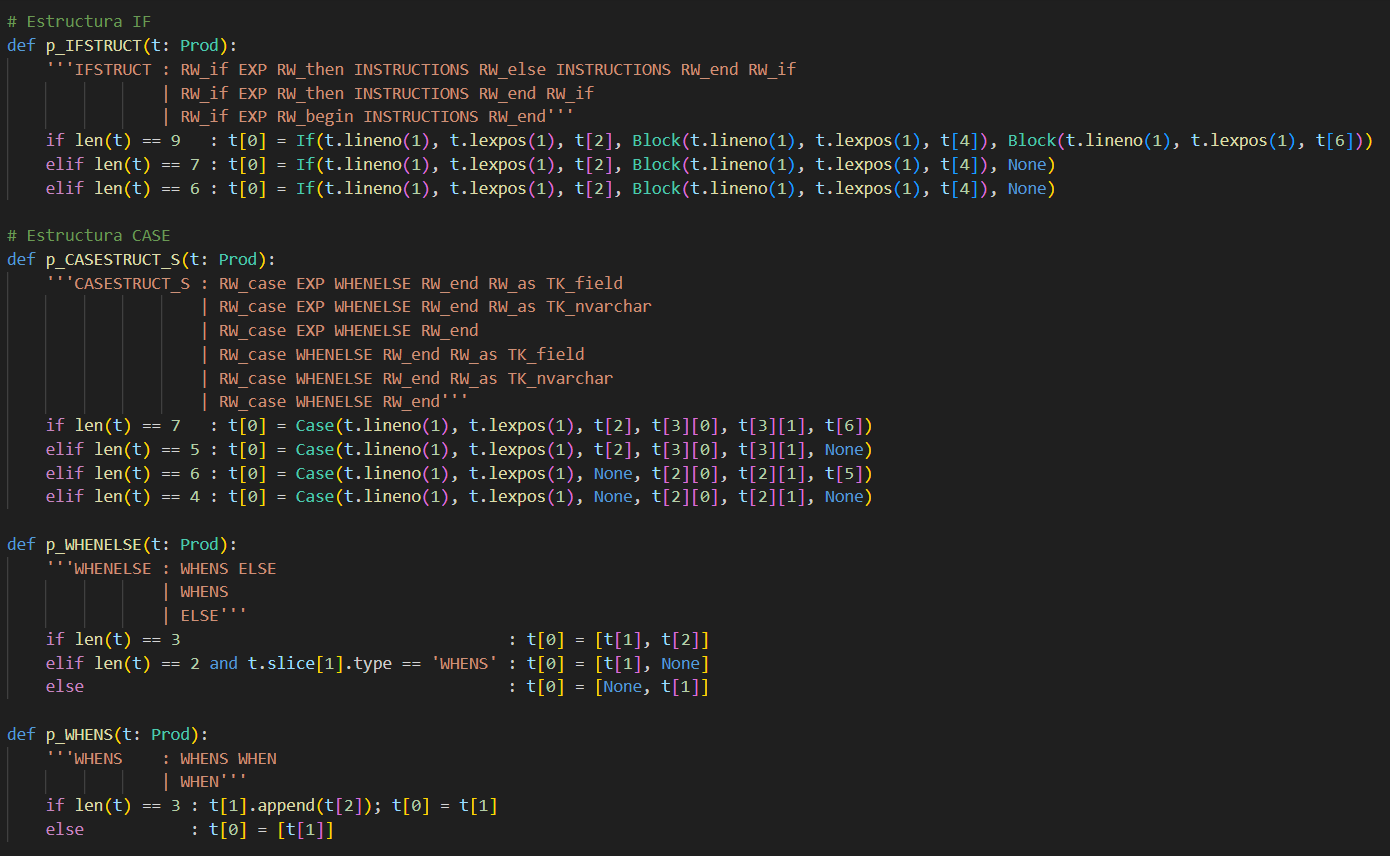 # Estructura IF
def p_IFSTRUCT(t: Prod):
    '''IFSTRUCT : RW_if EXP RW_then INSTRUCTIONS RW_else INSTRUCTIONS RW_end RW_if
                | RW_if EXP RW_then INSTRUCTIONS RW_end RW_if
                | RW_if EXP RW_begin INSTRUCTIONS RW_end'''
    if len(t) == 9   : t[0] = If(t.lineno(1), t.lexpos(1), t[2], Block(t.lineno(1), t.lexpos(1), t[4]), Block(t.lineno(1), t.lexpos(1), t[6]))
    elif len(t) == 7 : t[0] = If(t.lineno(1), t.lexpos(1), t[2], Block(t.lineno(1), t.lexpos(1), t[4]), None)
    elif len(t) == 6 : t[0] = If(t.lineno(1), t.lexpos(1), t[2], Block(t.lineno(1), t.lexpos(1), t[4]), None)

# Estructura CASE
def p_CASESTRUCT_S(t: Prod):
    '''CASESTRUCT_S : RW_case EXP WHENELSE RW_end RW_as TK_field
                    | RW_case EXP WHENELSE RW_end RW_as TK_nvarchar
                    | RW_case EXP WHENELSE RW_end
                    | RW_case WHENELSE RW_end RW_as TK_field
                    | RW_case WHENELSE RW_end RW_as TK_nvarchar
                    | RW_case WHENELSE RW_end'''
    if len(t) == 7   : t[0] = Case(t.lineno(1), t.lexpos(1), t[2], t[3][0], t[3][1], t[6])
    elif len(t) == 5 : t[0] = Case(t.lineno(1), t.lexpos(1), t[2], t[3][0], t[3][1], None)
    elif len(t) == 6 : t[0] = Case(t.lineno(1), t.lexpos(1), None, t[2][0], t[2][1], t[5])
    elif len(t) == 4 : t[0] = Case(t.lineno(1), t.lexpos(1), None, t[2][0], t[2][1], None)

def p_WHENELSE(t: Prod):
    '''WHENELSE : WHENS ELSE
                | WHENS
                | ELSE'''
    if len(t) == 3                                  : t[0] = [t[1], t[2]]
    elif len(t) == 2 and t.slice[1].type == 'WHENS' : t[0] = [t[1], None]
    else                                            : t[0] = [None, t[1]]

def p_WHENS(t: Prod):
    '''WHENS    : WHENS WHEN
                | WHEN'''
    if len(t) == 3 : t[1].append(t[2]); t[0] = t[1]
    else           : t[0] = [t[1]]